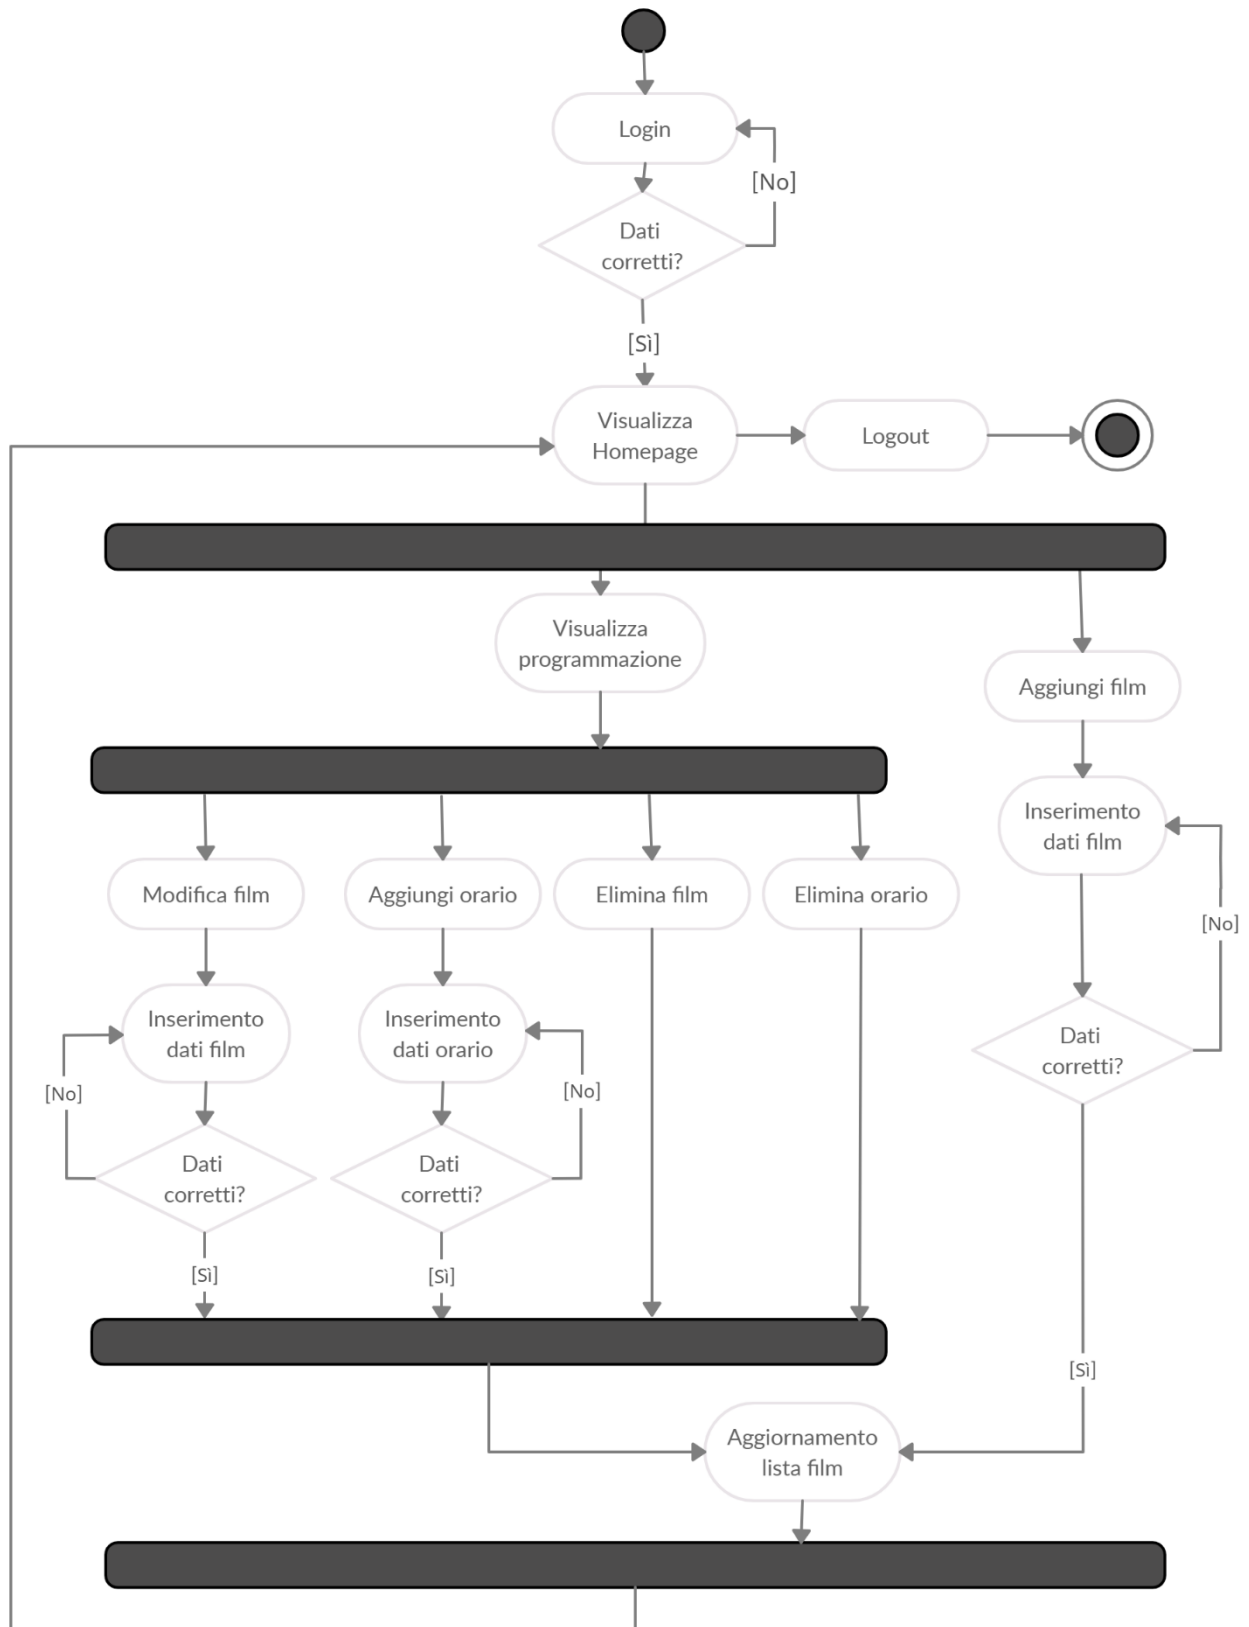 Login
[No]
Dati
corretti?
[Sì]
Visualizza
Homepage
Logout
Visualizza
programmazione
Aggiungi film
Inserimento
dati film
[No]
Dati
corretti?
Modifica film
Aggiungi orario
Elimina film
Elimina orario
Inserimento
dati film
Inserimento
dati orario
[No]
[No]
Dati
corretti?
Dati
corretti?
[Sì]
[Sì]
[Sì]
Aggiornamento
lista film